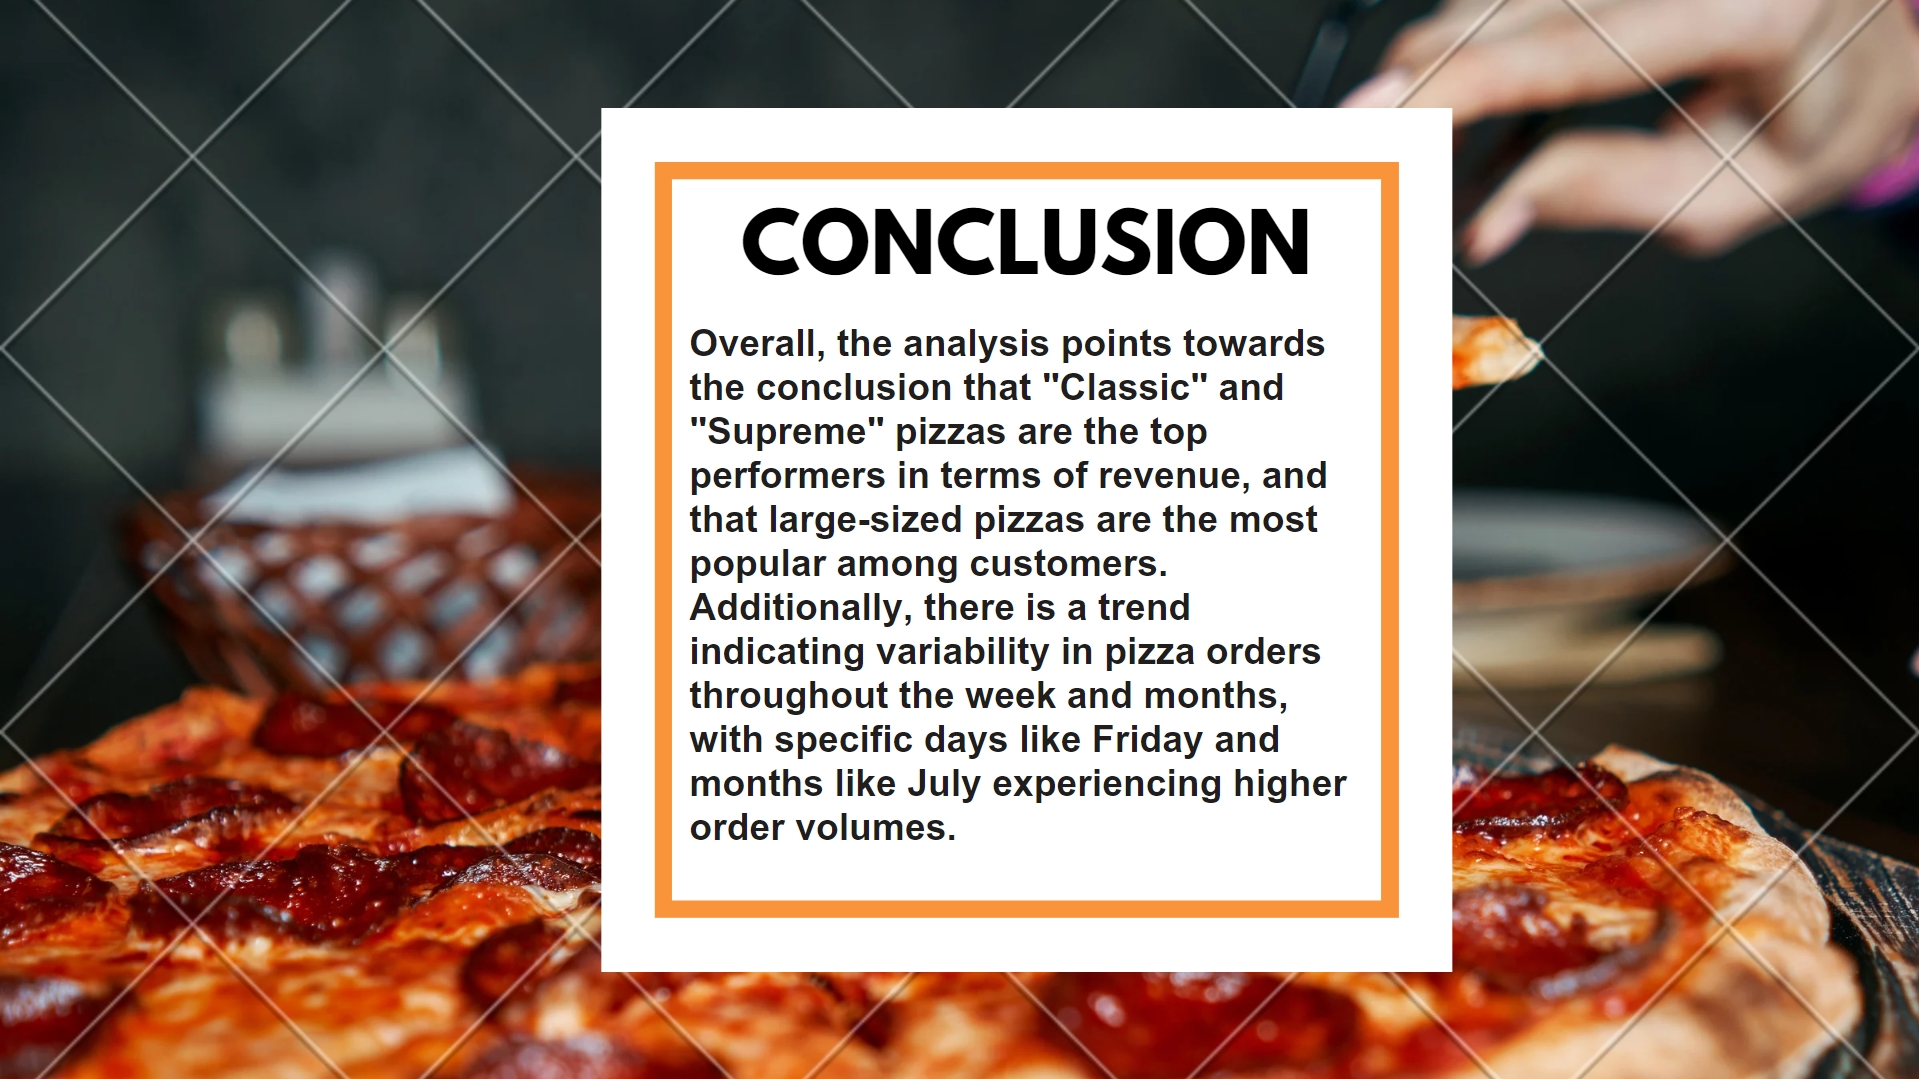 CONCLUSION
Overall, the analysis points towards
the conclusion that "Classic" and
"Supreme" pizzas are the top
performers in terms of revenue, and
that large-sized pizzas are the most
popular among customers.
Additionally, there is a trend
indicating variability in pizza orders
throughout the week and months,
with specific days like Friday and
months like July experiencing higher
order volumes.